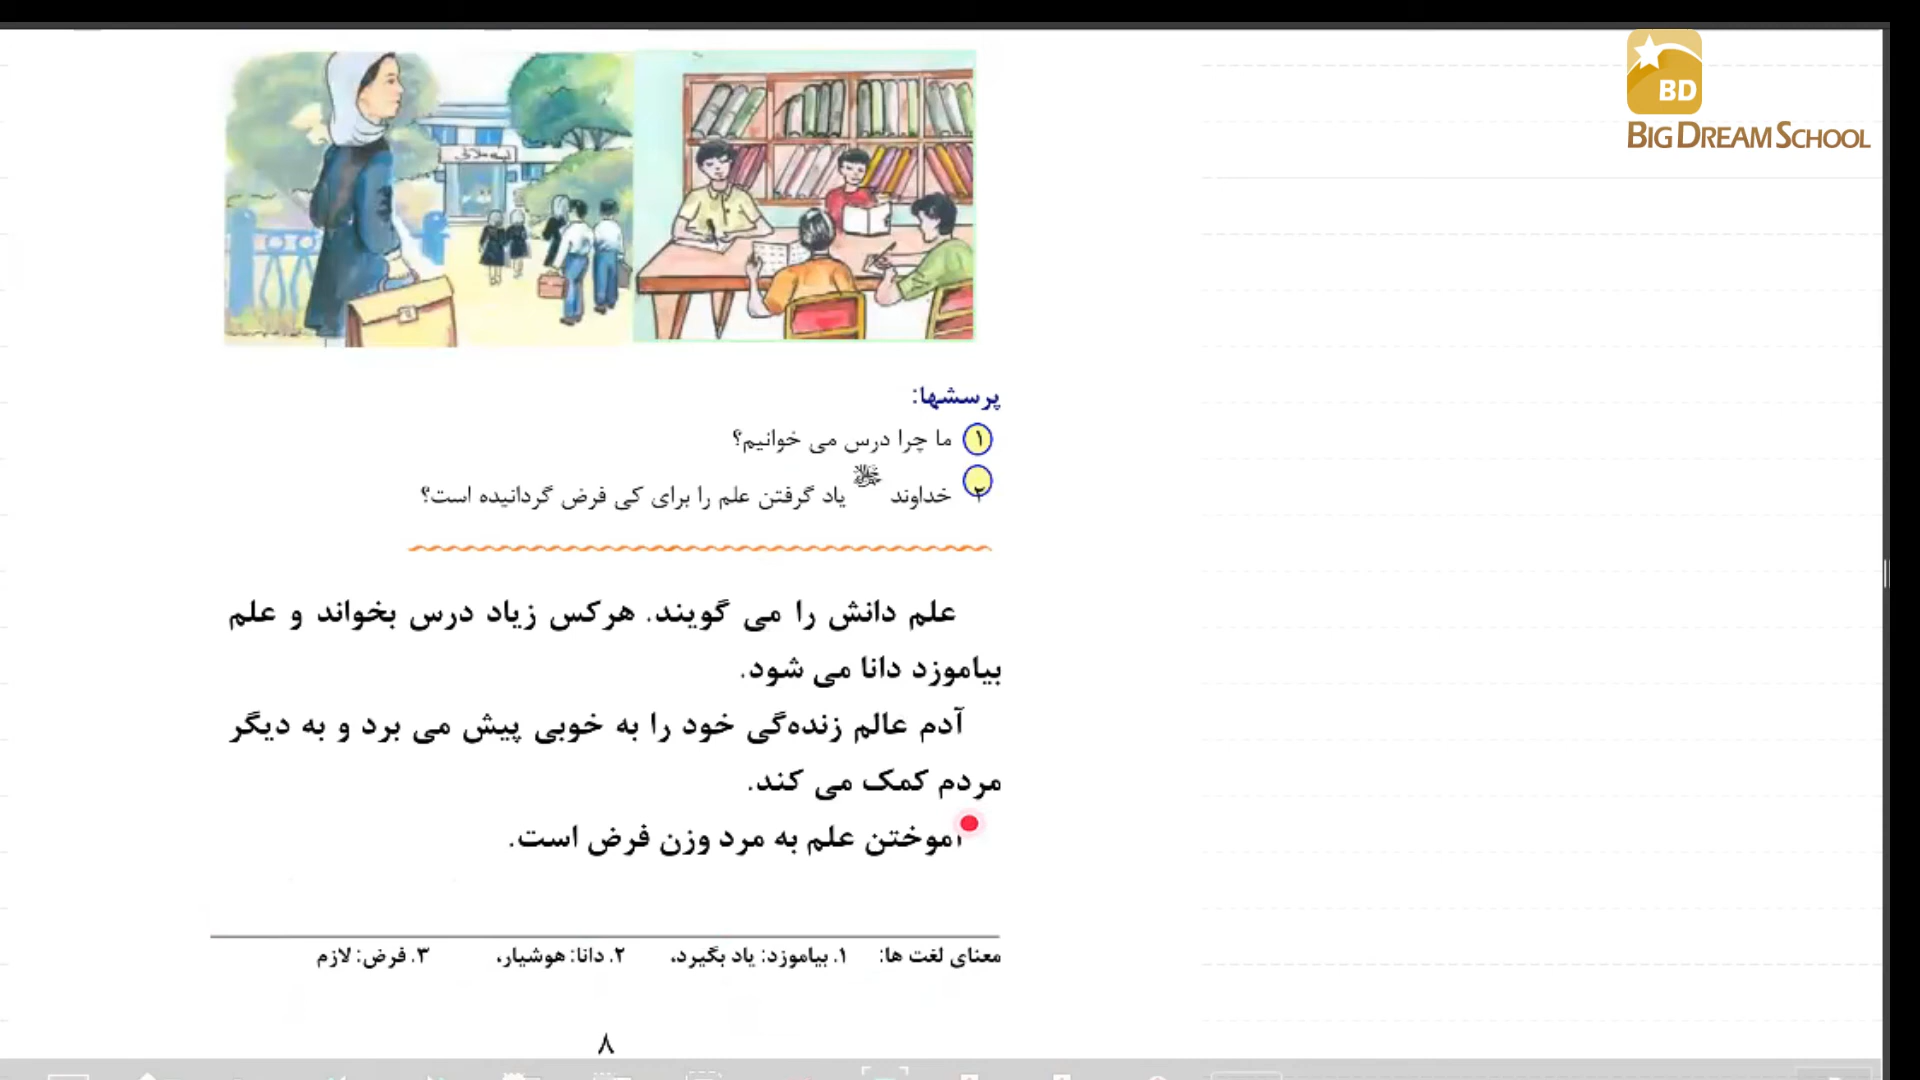 BD
BIG DREAM SCHOOL
پرسشها:
۱ ما چرا درس می خوانیم؟
۲ خداوند ﷻ یاد گرفتن علم را برای کی فرض گردانیده است؟
علم دانش را می گویند. هرکس زیاد درس بخواند و علم
بیاموزد دانا می شود.
آدم عالم زنده‌گی خود را به خوبی پیش می برد و به دیگر
مردم کمک می کند.
آموختن علم به مرد وزن فرض است.
معنای لغت ها: ۱. بیاموزد: یاد بگیرد، ۲. دانا: هوشیار، ۳. فرض: لازم
۸